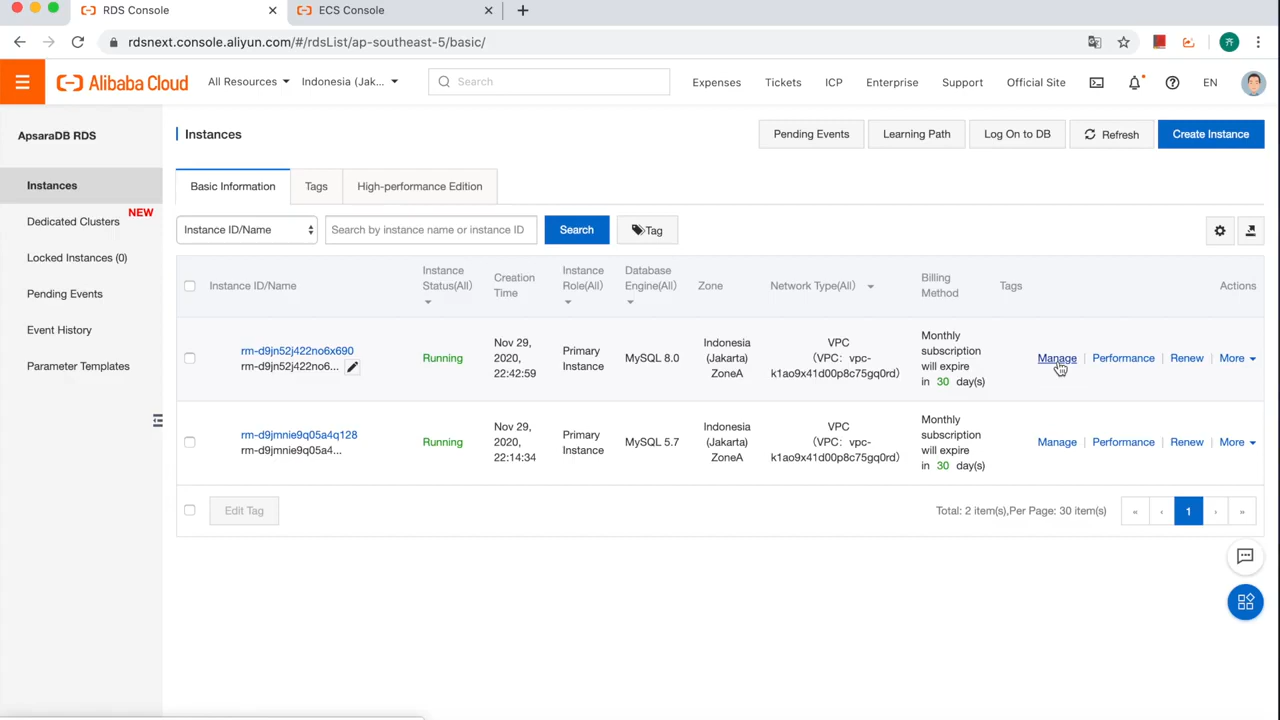 RDS Console
ECS Console
rdsnext.console.aliyun.com/#/rdsList/ap-southeast-5/basic/
Alibaba Cloud
All Resources
Indonesia (Jak...
Search
Expenses
Tickets
ICP
Enterprise
Support
Official Site
EN
ApsaraDB RDS
Instances
Dedicated Clusters
NEW
Locked Instances (0)
Pending Events
Event History
Parameter Templates
Instances
Pending Events
Learning Path
Log On to DB
Refresh
Create Instance
Basic Information
Tags
High-performance Edition
Instance ID/Name
Search by instance name or instance ID
Search
Tag
Instance ID/Name
Instance
Status(All)
Creation
Time
Instance
Role(All)
Database
Engine(All)
Zone
Network Type(All)
Billing
Method
Tags
Actions
rm-d9jn52j422no6x690
rm-d9jn52j422no6...
Running
Nov 29,
2020,
22:42:59
Primary
Instance
MySQL 8.0
Indonesia
(Jakarta)
ZoneA
VPC
(VPC: vpc-
k1ao9x41d00p8c75gq0rd)
Monthly
subscription
will expire
in 30 day(s)
Manage
Performance
Renew
More
rm-d9jmnie9q05a4q128
rm-d9jmnie9q05a4...
Running
Nov 29,
2020,
22:14:34
Primary
Instance
MySQL 5.7
Indonesia
(Jakarta)
ZoneA
VPC
(VPC: vpc-
k1ao9x41d00p8c75gq0rd)
Monthly
subscription
will expire
in 30 day(s)
Manage
Performance
Renew
More
Edit Tag
Total: 2 item(s),Per Page: 30 item(s)
« ‹ 1 › »